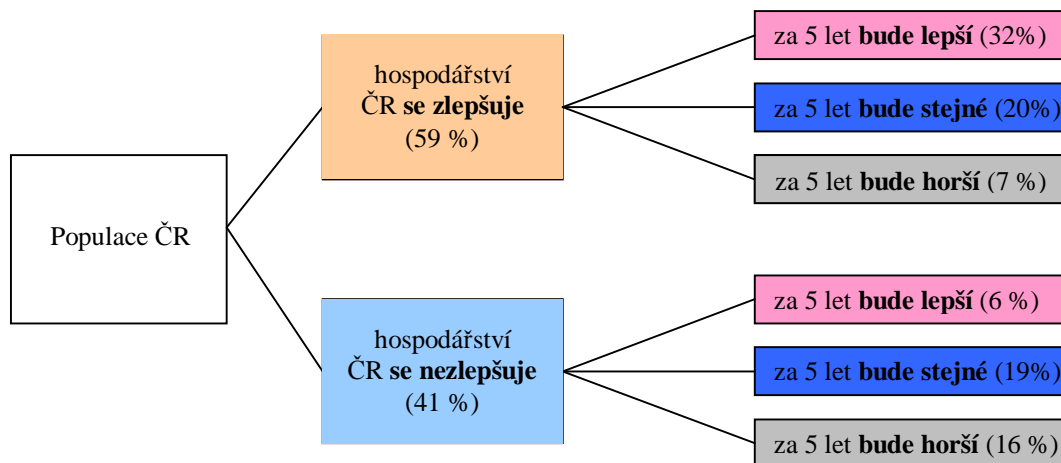 Populace ČR
hospodářství
ČR se zlepšuje
(59 %)
za 5 let bude lepší (32%)
za 5 let bude stejné (20%)
za 5 let bude horší (7 %)
hospodářství
ČR se nezlepšuje
(41 %)
za 5 let bude lepší (6 %)
za 5 let bude stejné (19%)
za 5 let bude horší (16 %)